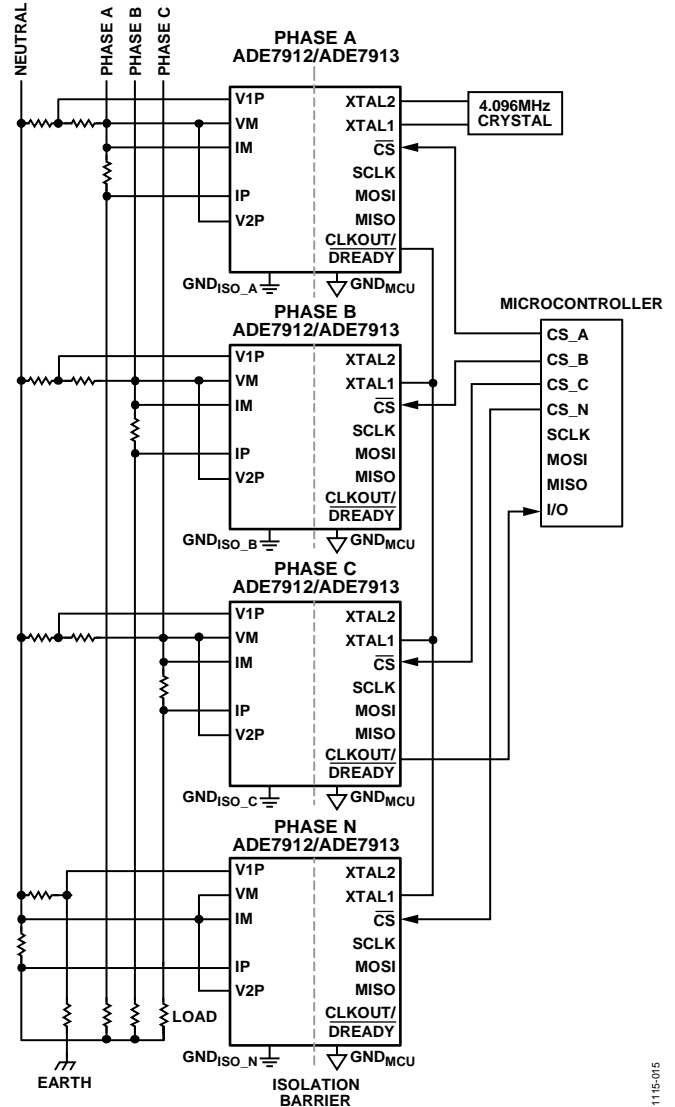 NEUTRAL
PHASE A
PHASE B
PHASE C
PHASE A
ADE7912/ADE7913
V1P
VM
IM
IP
V2P
XTAL2
XTAL1
CS
SCLK
MOSI
MISO
CLKOUT/
DREADY
4.096MHz
CRYSTAL
GNDISO_A
GNDMCU
PHASE B
ADE7912/ADE7913
V1P
VM
IM
IP
V2P
XTAL2
XTAL1
CS
SCLK
MOSI
MISO
CLKOUT/
DREADY
GNDISO_B
GNDMCU
MICROCONTROLLER
CS_A
CS_B
CS_C
CS_N
SCLK
MOSI
MISO
I/O
PHASE C
ADE7912/ADE7913
V1P
VM
IM
IP
V2P
XTAL2
XTAL1
CS
SCLK
MOSI
MISO
CLKOUT/
DREADY
GNDISO_C
GNDMCU
PHASE N
ADE7912/ADE7913
V1P
VM
IM
IP
V2P
XTAL2
XTAL1
CS
SCLK
MOSI
MISO
CLKOUT/
DREADY
LOAD
GNDISO_N
GNDMCU
EARTH
ISOLATION
BARRIER
1115-015